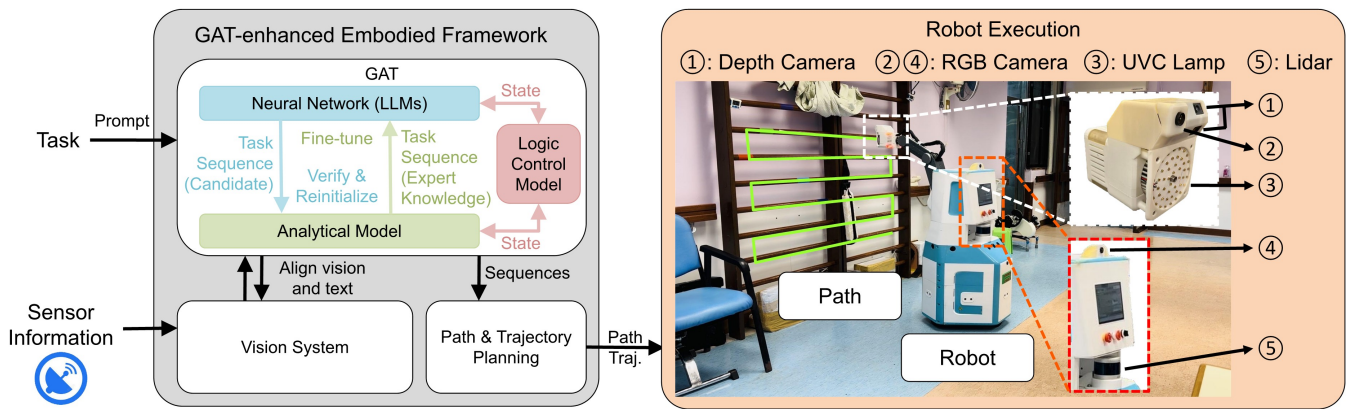 GAT-enhanced Embodied Framework
GAT
Neural Network (LLMs)
State
Task
Prompt
Task
Sequence
(Candidate)
Fine-tune
Verify &
Reinitialize
Task
Sequence
(Expert
Knowledge)
Logic
Control
Model
Analytical Model
State
Align vision
and text
Sequences
Sensor
Information
Vision System
Path & Trajectory
Planning
Path
Traj.
Robot Execution
①: Depth Camera ②④: RGB Camera ③: UVC Lamp ⑤: Lidar
①
②
③
④
⑤
Path
Robot